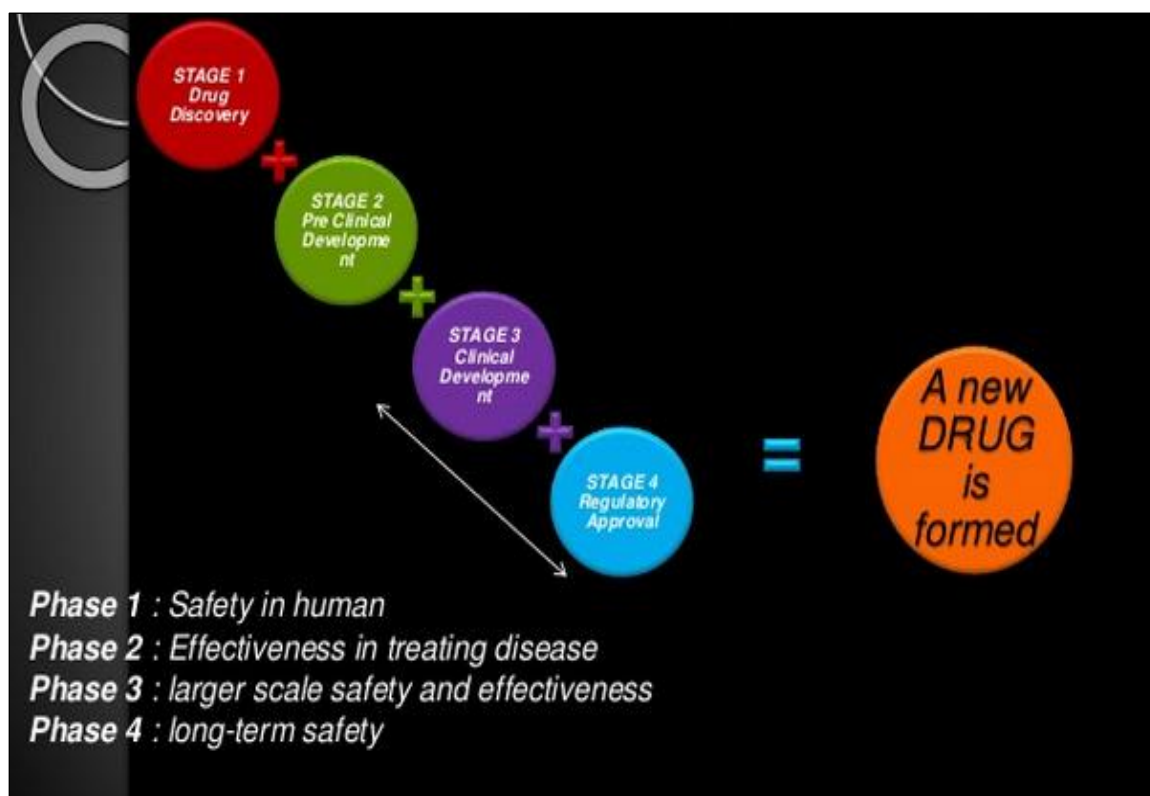 STAGE 1
Drug
Discovery
STAGE 2
Pre Clinical
Developme
nt
STAGE 3
Clinical
Developme
nt
STAGE 4
Regulatory
Approval
=
A new
DRUG
is
formed
Phase 1 : Safety in human
Phase 2 : Effectiveness in treating disease
Phase 3 : larger scale safety and effectiveness
Phase 4 : long-term safety